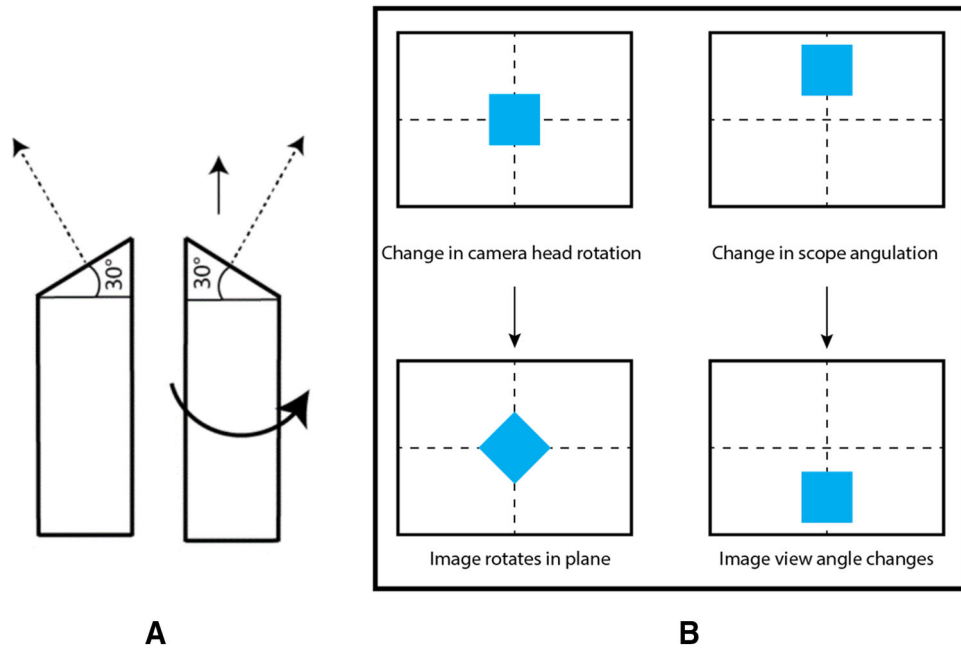 30°
30°
Change in camera head rotation
Change in scope angulation
Image rotates in plane
Image view angle changes
A
B